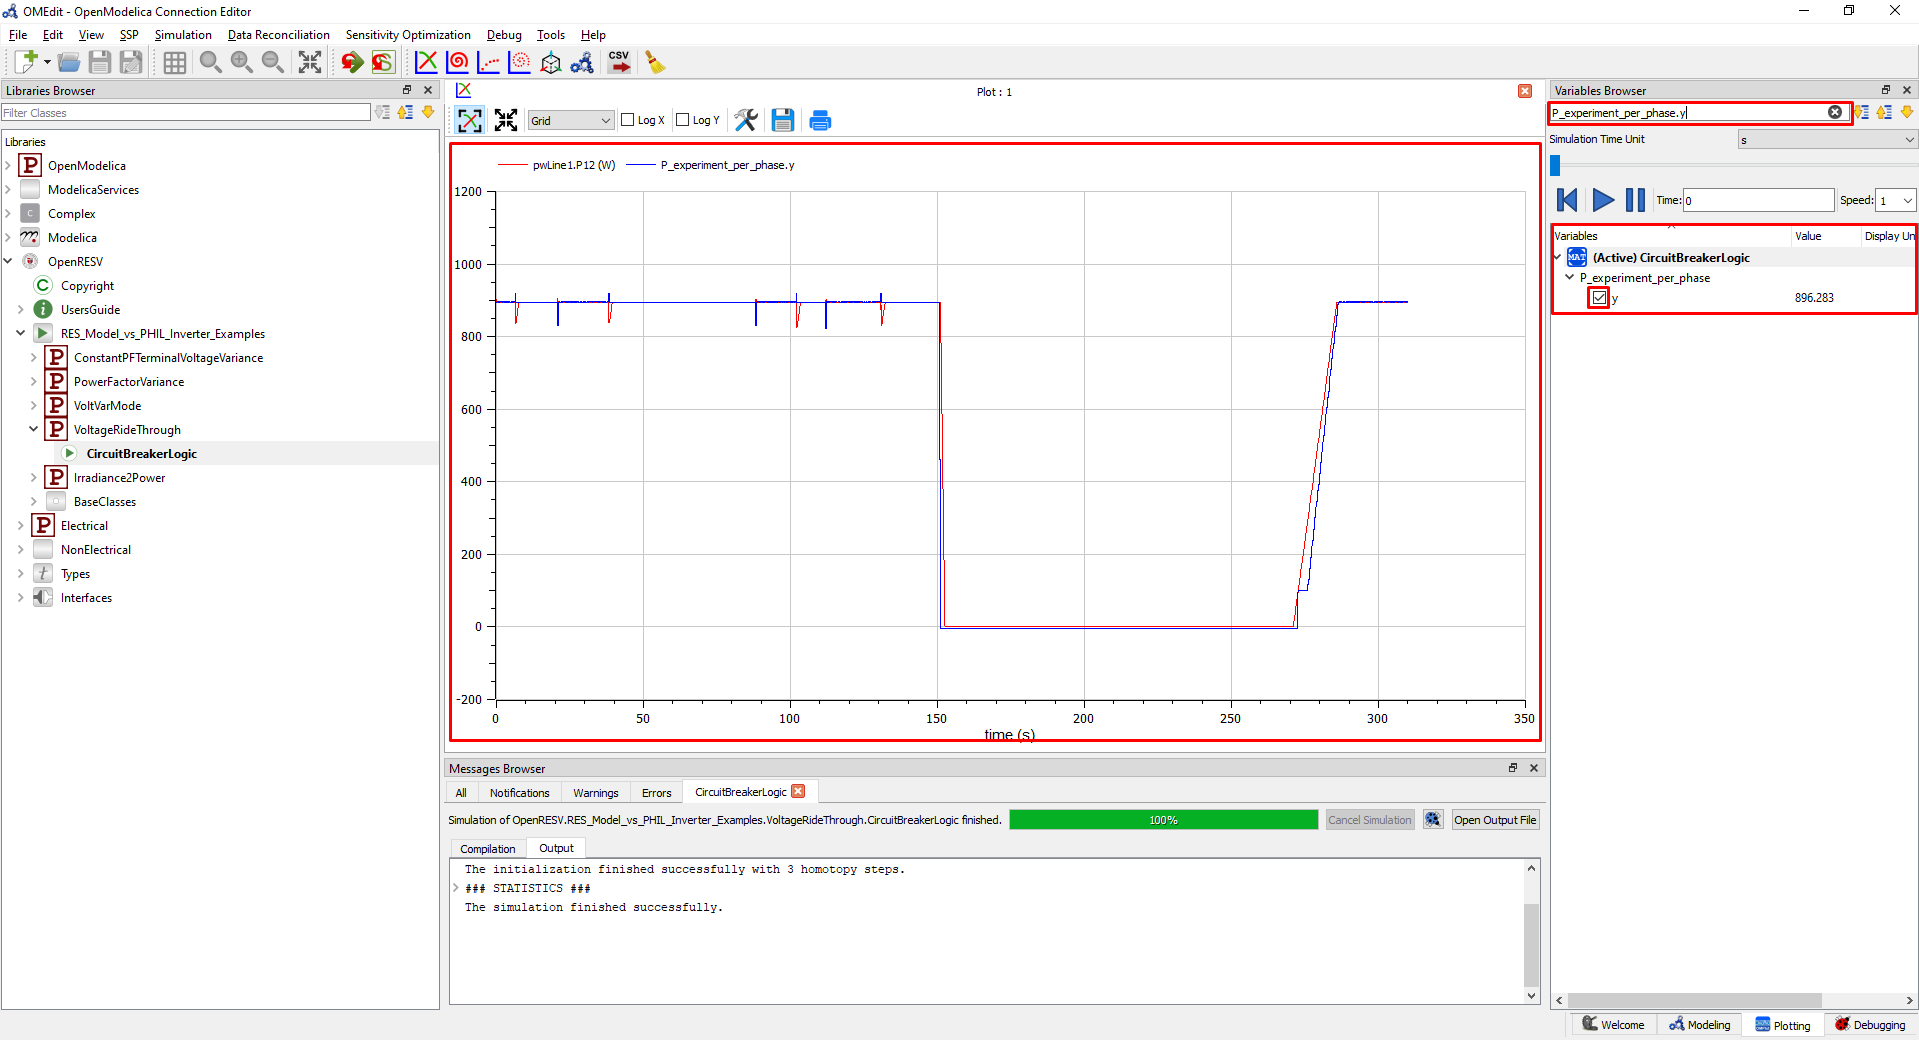 OMEdit - OpenModelica Connection Editor
File Edit View SSP Simulation Data Reconciliation Sensitivity Optimization Debug Tools Help
CSV
Libraries Browser
Filter Classes
Libraries
P OpenModelica
ModelicaServices
C Complex
m Modelica
OpenRESV
C Copyright
i UsersGuide
RES_Model_vs_PHIL_Inverter_Examples
P ConstantPFTerminalVoltageVariance
P PowerFactorVariance
P VoltVarMode
P VoltageRideThrough
CircuitBreakerLogic
P Irradiance2Power
BaseClasses
P Electrical
NonElectrical
t Types
Interfaces
Plot : 1
Grid Log X Log Y
pwLine1.P12 (W) P_experiment_per_phase.y
1200
1000
800
600
400
200
0
-200
0 50 100 150 200 250 300 350
time (s)
Messages Browser
All Notifications Warnings Errors CircuitBreakerLogic
Simulation of OpenRESV.RES_Model_vs_PHIL_Inverter_Examples.VoltageRideThrough.CircuitBreakerLogic finished. 100% Cancel Simulation Open Output File
Compilation Output
The initialization finished successfully with 3 homotopy steps.
### STATISTICS ###
The simulation finished successfully.
Variables Browser
P_experiment_per_phase.y
Simulation Time Unit s
Time: 0 Speed: 1
Variables Value Display Un
MAT (Active) CircuitBreakerLogic
P_experiment_per_phase
y 896.283
Welcome Modeling Plotting Debugging